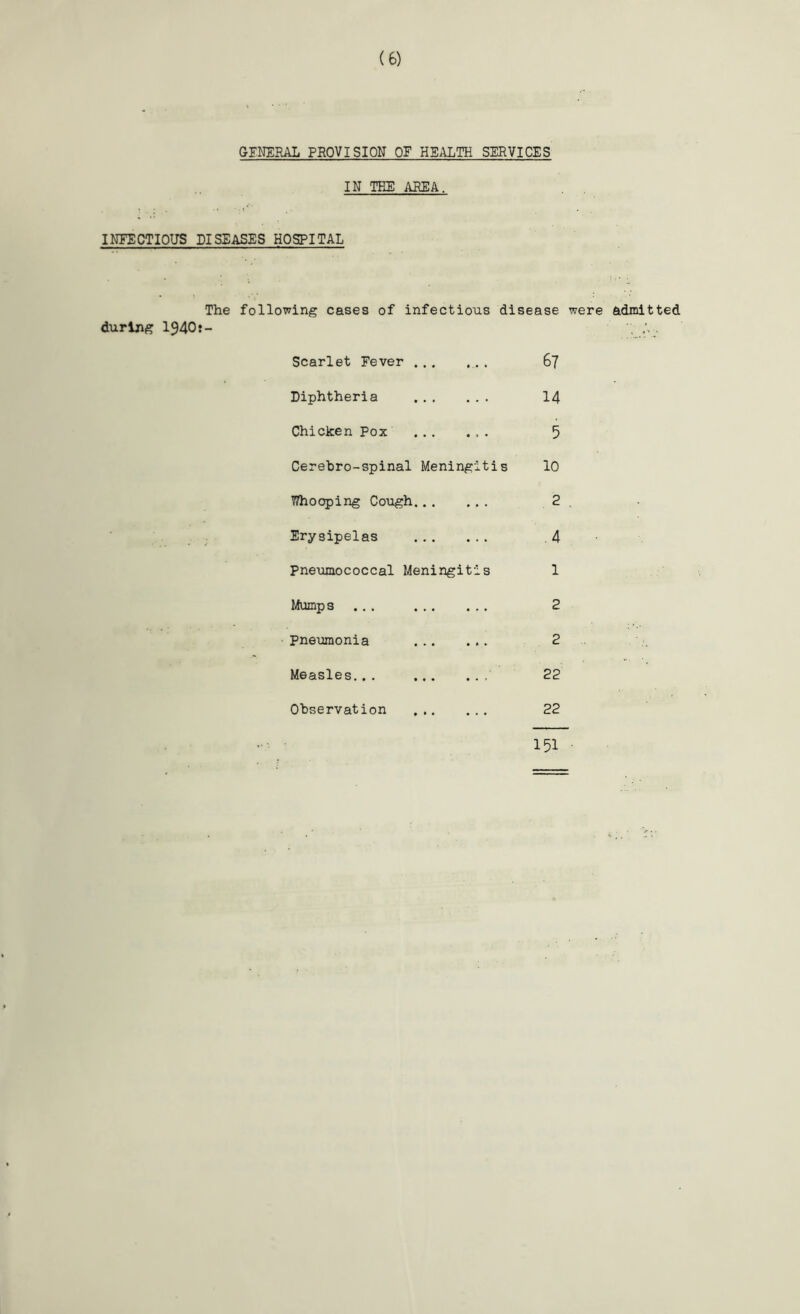 (6)
GENERAL PROVISION OF HEALTH SERVICES
IN THE AREA.
INFECTIOUS DISEASES HOSPITAL
The following cases of infectious disease were admitted
during 1940:-
Scarlet Fever ... ... 67
Diphtheria ... ... 14
Chicken Pox ... ... 5
Cerebro-spinal Meningitis 10
Whooping Cough... ... 2
Erysipelas ... ... 4
Pneumococcal Meningitis 1
Mumps ... ... ... 2
Pneumonia ... ... 2
Measles... ... ... 22
Observation ... ... 22
151